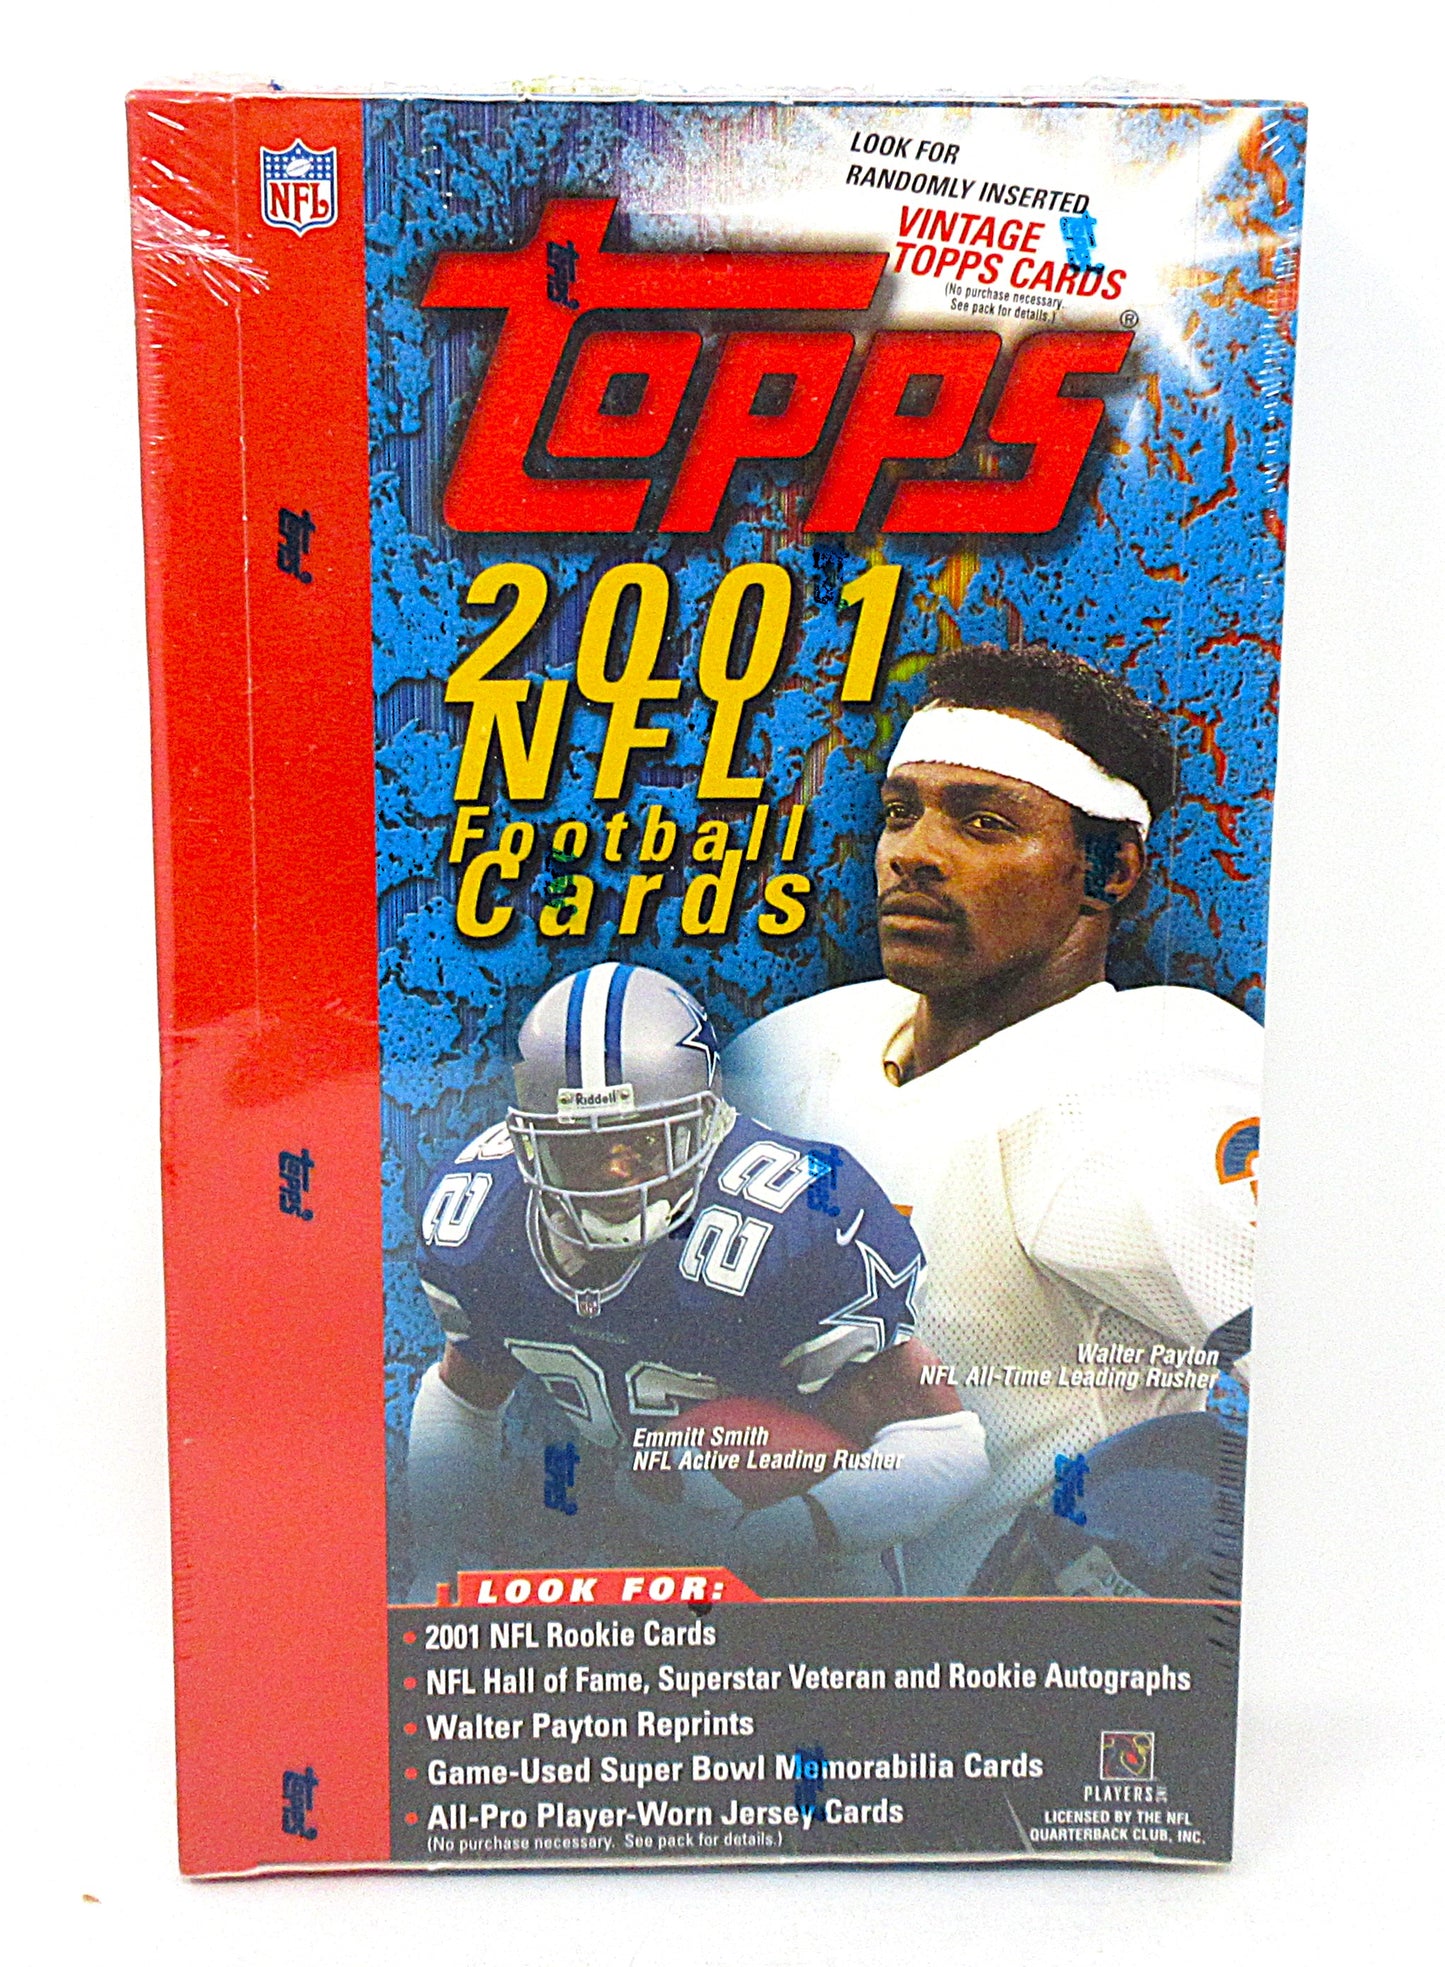 NFL
LOOK FOR
RANDOMLY INSERTED
VINTAGE
TOPPS CARDS
(No purchase necessary.
See pack for details.)
topps®
2001
NFL
Football
Cards
Riddell
22
22
22
22
Walter Payton
NFL All-Time Leading Rusher
Emmitt Smith
NFL Active Leading Rusher
LOOK FOR:
• 2001 NFL Rookie Cards
• NFL Hall of Fame, Superstar Veteran and Rookie Autographs
• Walter Payton Reprints
• Game-Used Super Bowl Memorabilia Cards
• All-Pro Player-Worn Jersey Cards
(No purchase necessary. See pack for details.)
PLAYERS
LICENSED BY THE NFL
QUARTERBACK CLUB, INC.